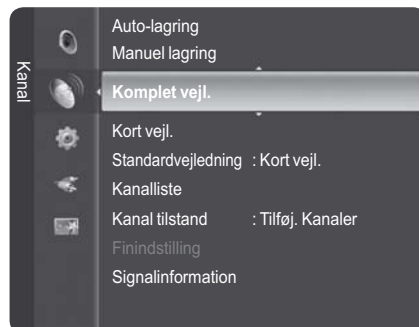 Kanal
Auto-lagring
Manuel lagring
Komplet vejl.
Kort vejl.
Standardvejledning : Kort vejl.
Kanalliste
Kanal tilstand : Tilføj. Kanaler
Finindstilling
Signalinformation